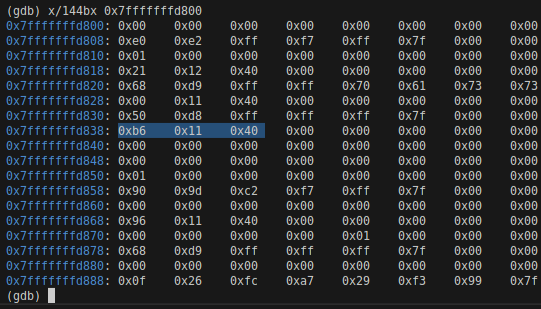 (gdb) x/144bx 0x7fffffffd800
0x7fffffffd800: 0x00 0x00 0x00 0x00 0x00 0x00 0x00 0x00
0x7fffffffd808: 0xe0 0xe2 0xff 0xf7 0xff 0x7f 0x00 0x00
0x7fffffffd810: 0x01 0x00 0x00 0x00 0x00 0x00 0x00 0x00
0x7fffffffd818: 0x21 0x12 0x40 0x00 0x00 0x00 0x00 0x00
0x7fffffffd820: 0x68 0xd9 0xff 0xff 0x70 0x61 0x73 0x73
0x7fffffffd828: 0x00 0x11 0x40 0x00 0x00 0x00 0x00 0x00
0x7fffffffd830: 0x50 0xd8 0xff 0xff 0xff 0x7f 0x00 0x00
0x7fffffffd838: 0xb6 0x11 0x40 0x00 0x00 0x00 0x00 0x00
0x7fffffffd840: 0x00 0x00 0x00 0x00 0x00 0x00 0x00 0x00
0x7fffffffd848: 0x00 0x00 0x00 0x00 0x00 0x00 0x00 0x00
0x7fffffffd850: 0x01 0x00 0x00 0x00 0x00 0x00 0x00 0x00
0x7fffffffd858: 0x90 0x9d 0xc2 0xf7 0xff 0x7f 0x00 0x00
0x7fffffffd860: 0x00 0x00 0x00 0x00 0x00 0x00 0x00 0x00
0x7fffffffd868: 0x96 0x11 0x40 0x00 0x00 0x00 0x00 0x00
0x7fffffffd870: 0x00 0x00 0x00 0x00 0x01 0x00 0x00 0x00
0x7fffffffd878: 0x68 0xd9 0xff 0xff 0xff 0x7f 0x00 0x00
0x7fffffffd880: 0x00 0x00 0x00 0x00 0x00 0x00 0x00 0x00
0x7fffffffd888: 0x0f 0x26 0xfc 0xa7 0x29 0xf3 0x99 0x7f
(gdb)